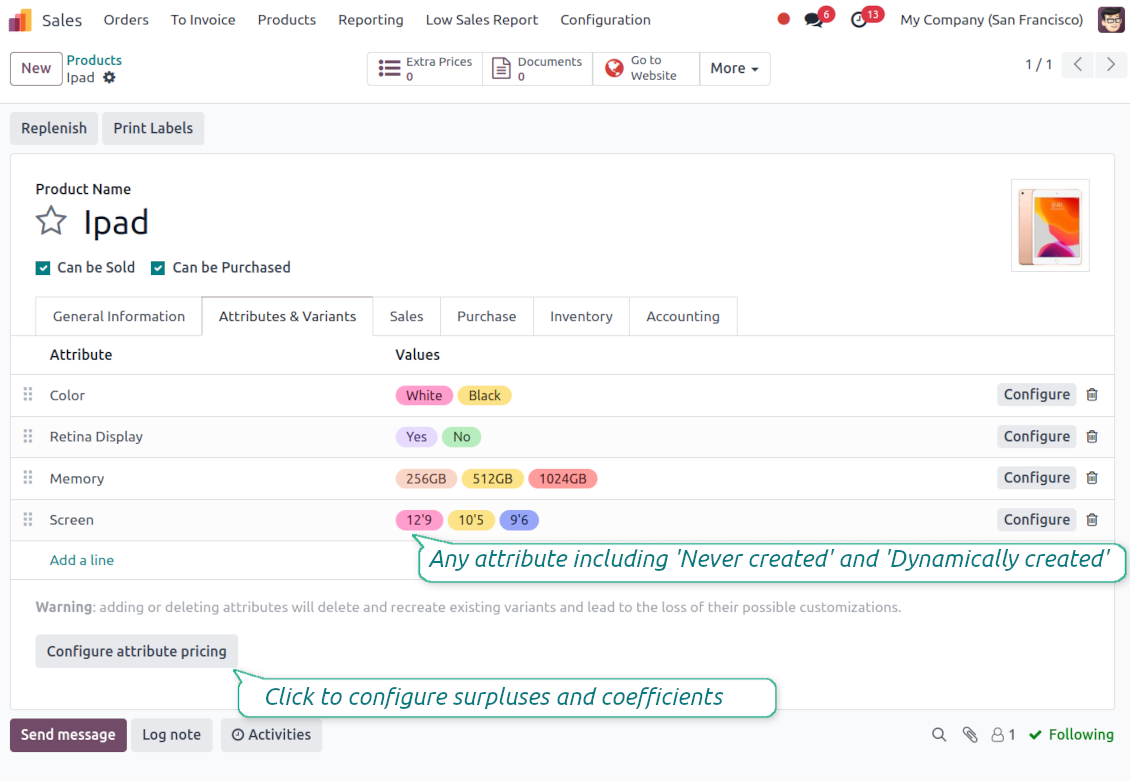 Sales Orders To Invoice Products Reporting Low Sales Report Configuration 6 13 My Company (San Francisco)
New Products Ipad Extra Prices 0 Documents 0 Go to Website More 1 / 1
Replenish Print Labels
Product Name
Ipad
Can be Sold Can be Purchased
General Information Attributes & Variants Sales Purchase Inventory Accounting
Attribute Values
Color White Black Configure
Retina Display Yes No Configure
Memory 256GB 512GB 1024GB Configure
Screen 12'9 10'5 9'6 Configure
Add a line
Any attribute including 'Never created' and 'Dynamically created'
Warning: adding or deleting attributes will delete and recreate existing variants and lead to the loss of their possible customizations.
Configure attribute pricing
Click to configure surpluses and coefficients
Send message Log note Activities 1 Following